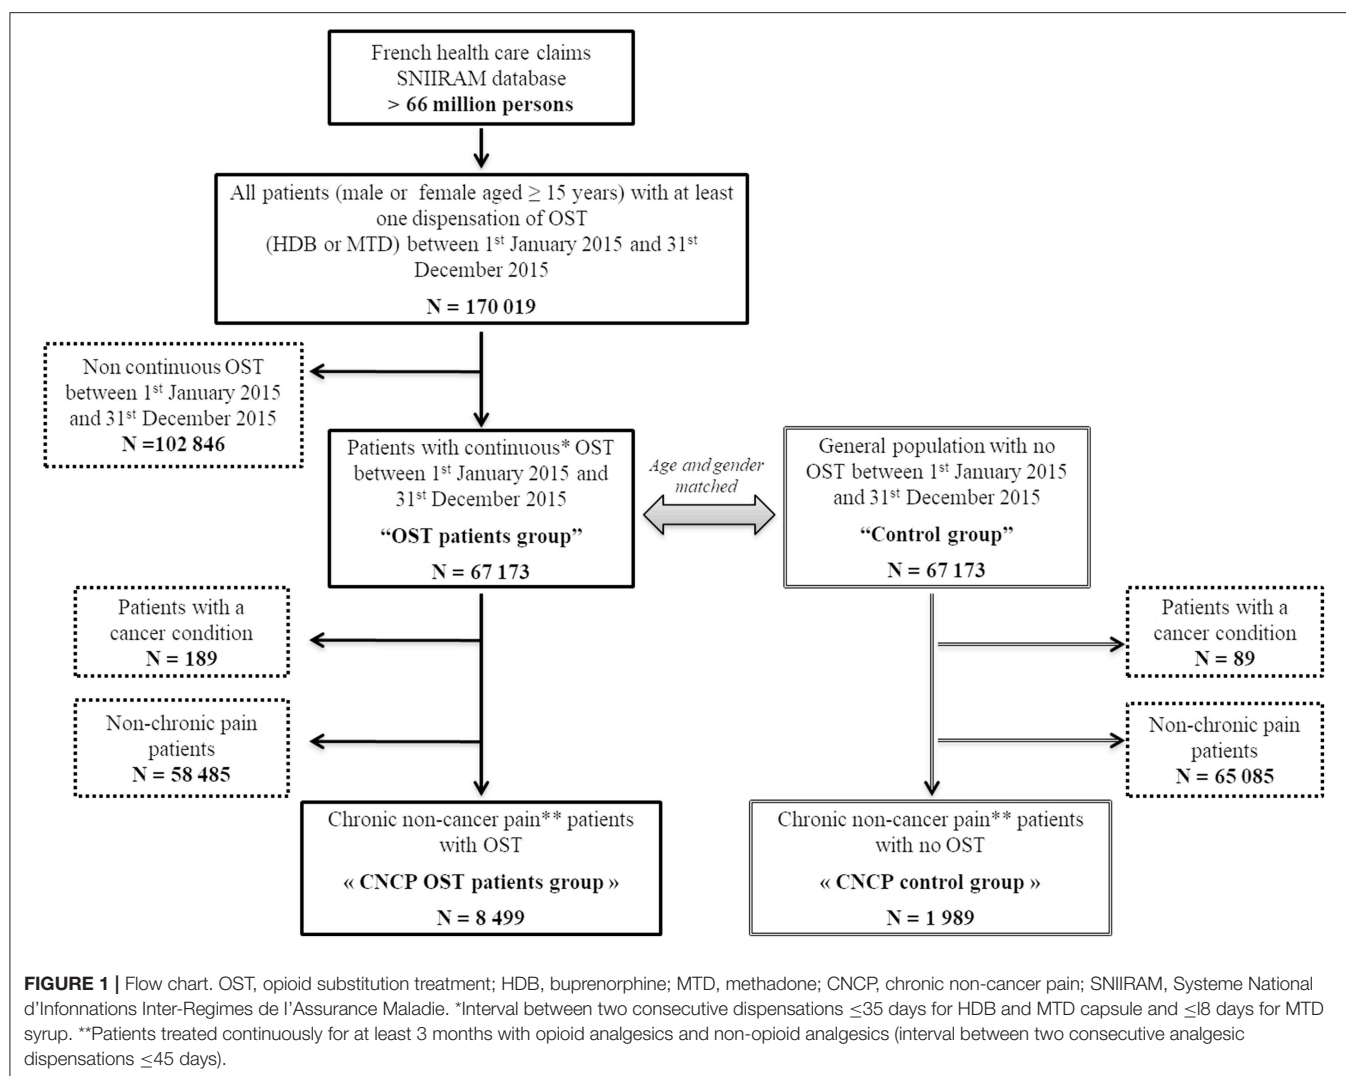 French health care claims
SNIIRAM database
> 66 million persons
All patients (male or female aged ≥ 15 years) with at least
one dispensation of OST
(HDB or MTD) between 1st January 2015 and 31st
December 2015
N = 170 019
Non continuous OST
between 1st January 2015
and 31st December 2015
N =102 846
Patients with continuous* OST
between 1st January 2015 and
31st December 2015
“OST patients group”
N = 67 173
Age and gender
matched
General population with no
OST between 1st January 2015
and 31st December 2015
“Control group”
N = 67 173
Patients with a
cancer condition
N = 189
Patients with a
cancer condition
N = 89
Non-chronic pain
patients
N = 58 485
Non-chronic pain
patients
N = 65 085
Chronic non-cancer pain** patients
with OST
« CNCP OST patients group »
N = 8 499
Chronic non-cancer pain** patients
with no OST
« CNCP control group »
N = 1 989
FIGURE 1 | Flow chart. OST, opioid substitution treatment; HDB, buprenorphine; MTD, methadone; CNCP, chronic non-cancer pain; SNIIRAM, Systeme National
d’Infonnations Inter-Regimes de l’Assurance Maladie. *Interval between two consecutive dispensations ≤35 days for HDB and MTD capsule and ≤l8 days for MTD
syrup. **Patients treated continuously for at least 3 months with opioid analgesics and non-opioid analgesics (interval between two consecutive analgesic
dispensations ≤45 days).